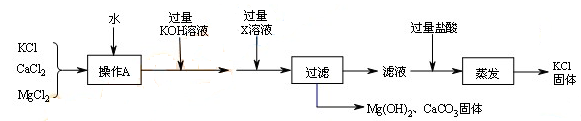 水
过量
KOH溶液
过量
X溶液
过量盐酸
KCl
CaCl₂
MgCl₂
操作A
过滤
滤液
蒸发
KCl
固体
Mg(OH)₂、CaCO₃固体